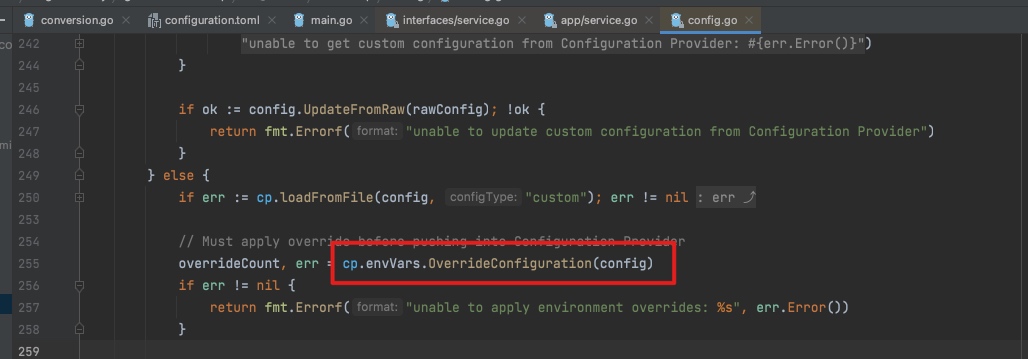 conversion.go × configuration.toml × main.go × interfaces/service.go × app/service.go × config.go ×
242 "unable to get custom configuration from Configuration Provider: #{err.Error()}")
244 }
245
246 if ok := config.UpdateFromRaw(rawConfig); !ok {
247 return fmt.Errorf( format: "unable to update custom configuration from Configuration Provider")
248 }
249 } else {
250 if err := cp.loadFromFile(config, configType: "custom"); err != nil : err
253
254 // Must apply override before pushing into Configuration Provider
255 overrideCount, err = cp.envVars.OverrideConfiguration(config)
256 if err != nil {
257 return fmt.Errorf( format: "unable to apply environment overrides: %s", err.Error())
258 }
259